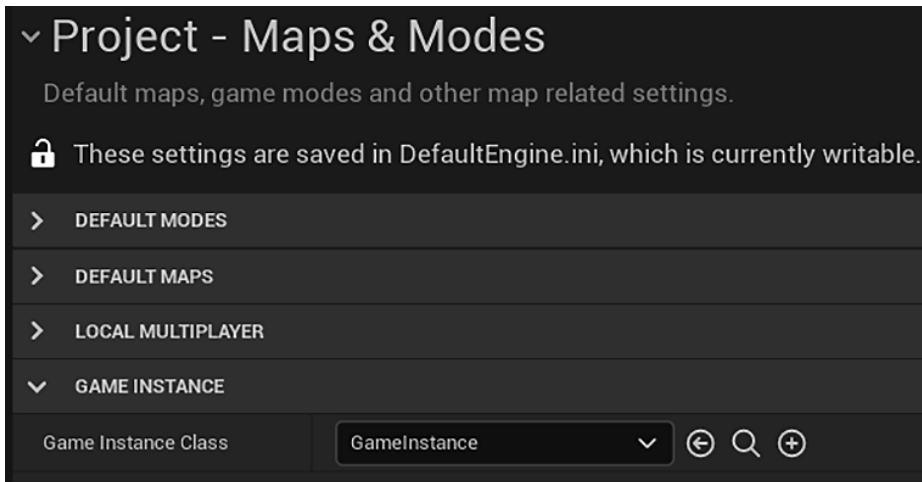 Project - Maps & Modes
Default maps, game modes and other map related settings.
These settings are saved in DefaultEngine.ini, which is currently writable.
DEFAULT MODES
DEFAULT MAPS
LOCAL MULTIPLAYER
GAME INSTANCE
Game Instance Class GameInstance